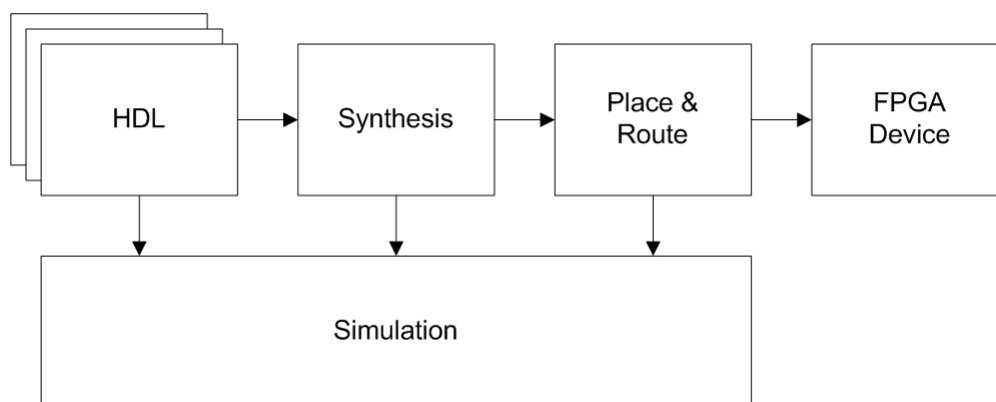 HDL
Synthesis
Place &
Route
FPGA
Device
Simulation